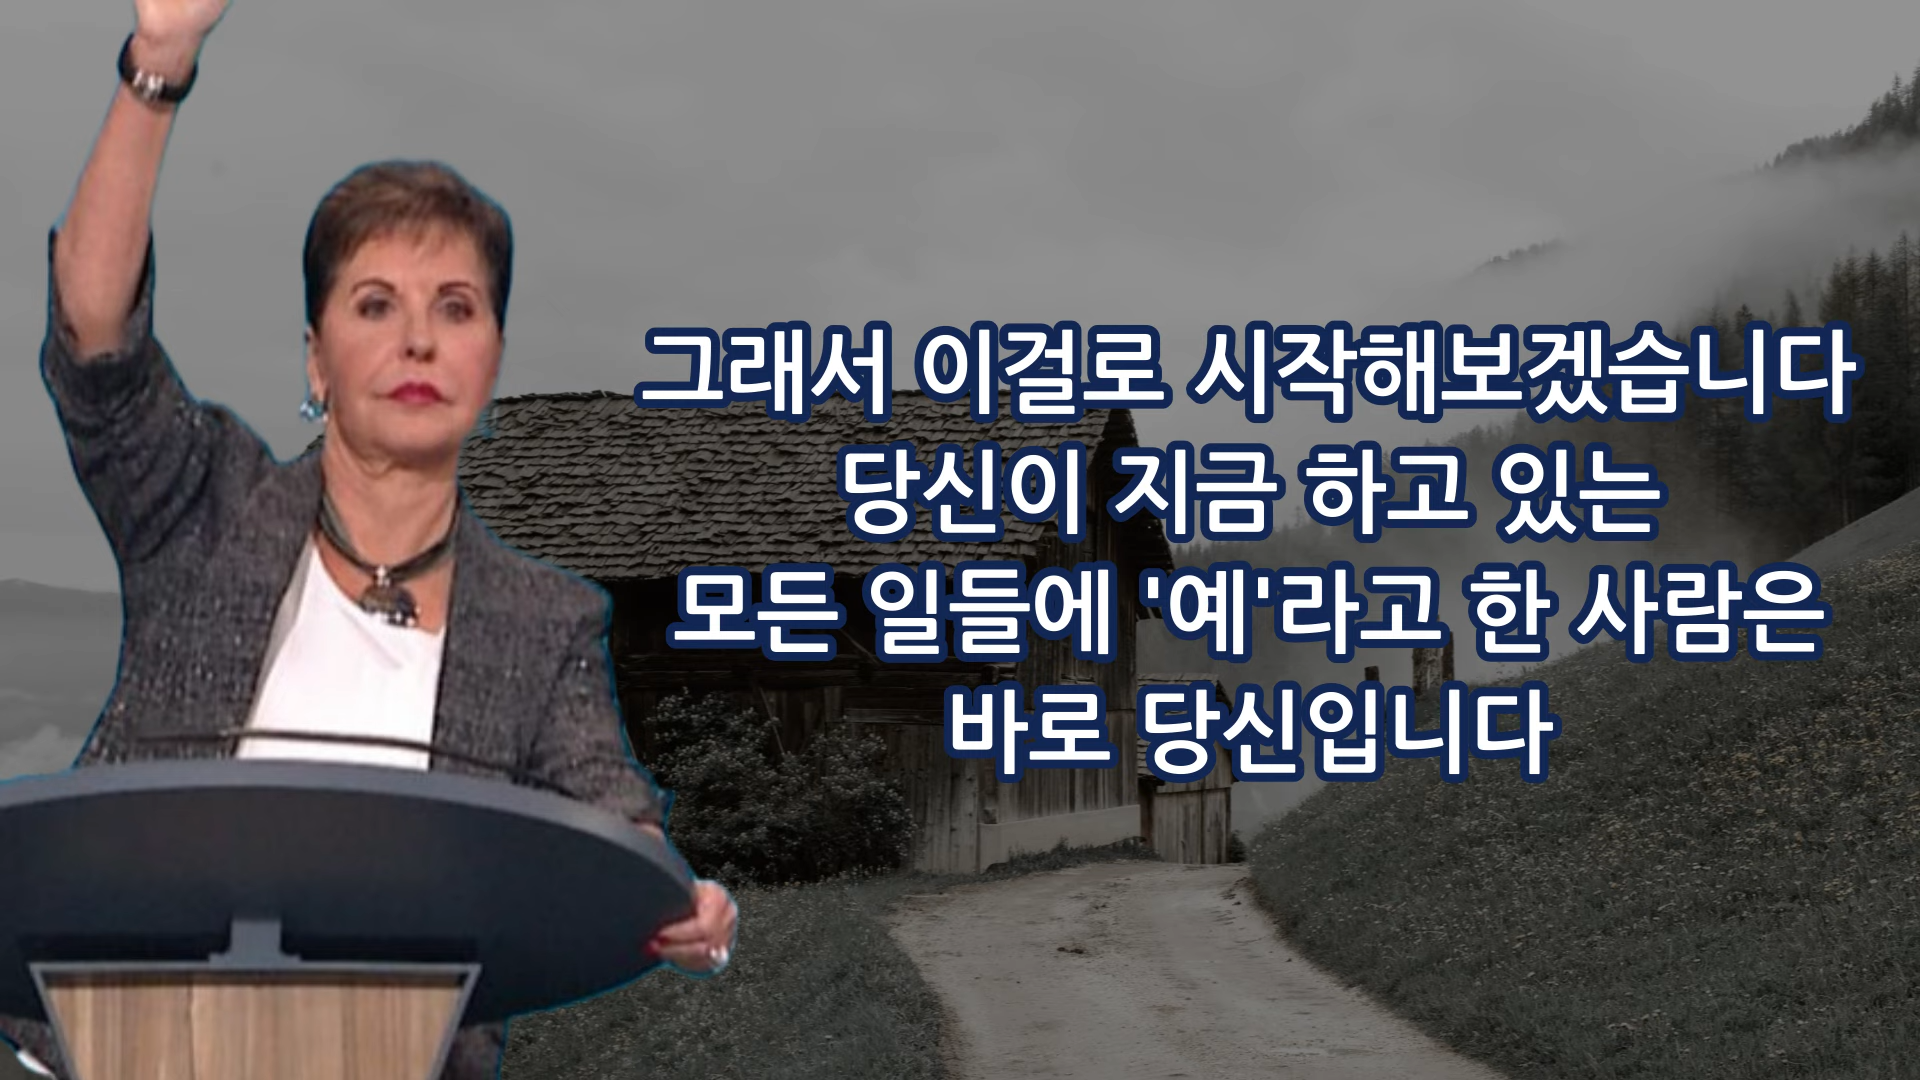 그래서 이걸로 시작해보겠습니다
당신이 지금 하고 있는
모든 일들에 '예'라고 한 사람은
바로 당신입니다